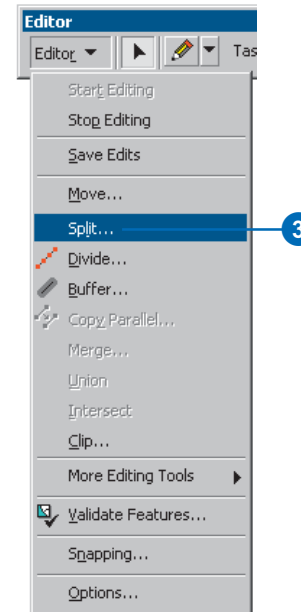 Editor
Editor
Tas
Start Editing
Stop Editing
Save Edits
Move...
Split...
3
Divide...
Buffer...
Copy Parallel...
Merge...
Union
Intersect
Clip...
More Editing Tools
Validate Features...
Snapping...
Options...